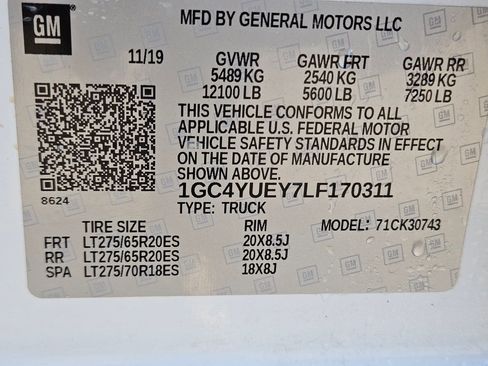 GM
MFD BY GENERAL MOTORS LLC
11/19 GVWR GAWR FRT GAWR RR
5489 KG 2540 KG 3289 KG
12100 LB 5600 LB 7250 LB
THIS VEHICLE CONFORMS TO ALL
APPLICABLE U.S. FEDERAL MOTOR
VEHICLE SAFETY STANDARDS IN EFFECT
ON THE DATE OF MANUFACTURE
SHOWN ABOVE.
8624
1GC4YUEY7LF170311
TYPE: TRUCK
TIRE SIZE RIM MODEL: 71CK30743
FRT LT275/65R20ES 20X8.5J
RR LT275/65R20ES 20X8.5J
SPA LT275/70R18ES 18X8J